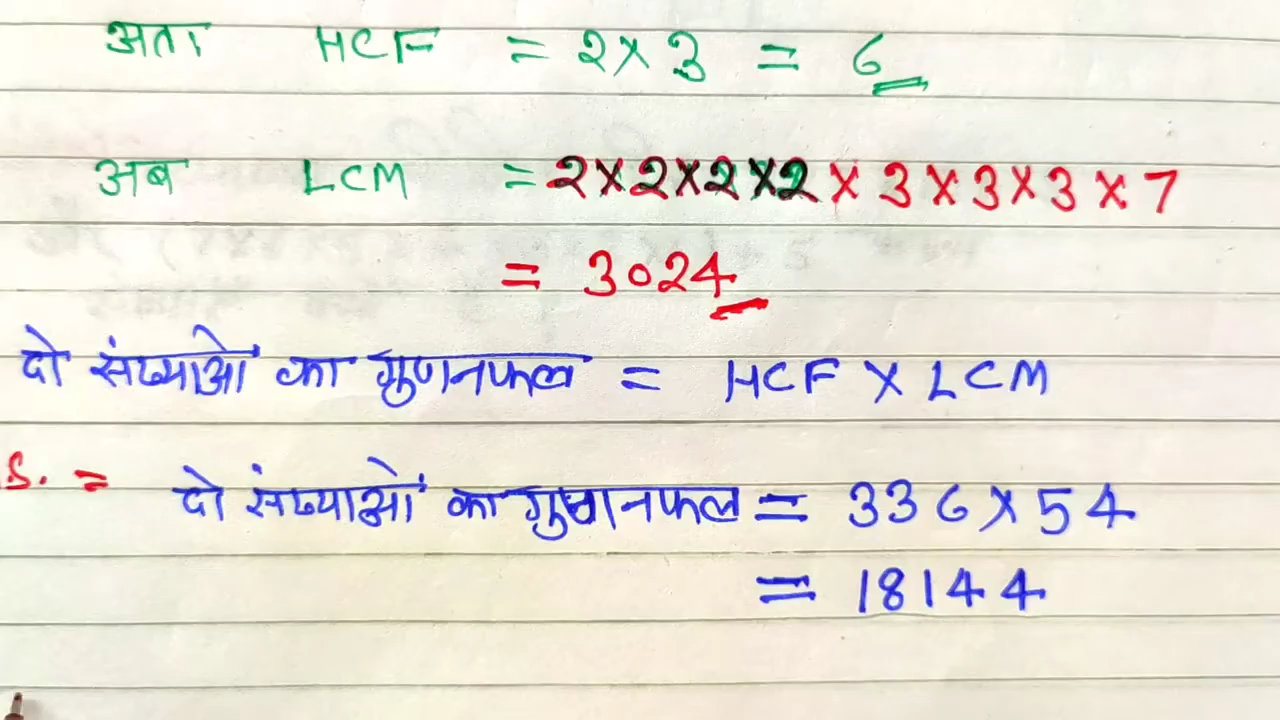 अतः HCF = 2×3 = 6
अब LCM = 2×2×2×2×3×3×3×7
= 3024
दो संख्याओ का गुणनफल = HCF × LCM
S. = दो संख्याओं का गुणनफल = 336×54
= 18144